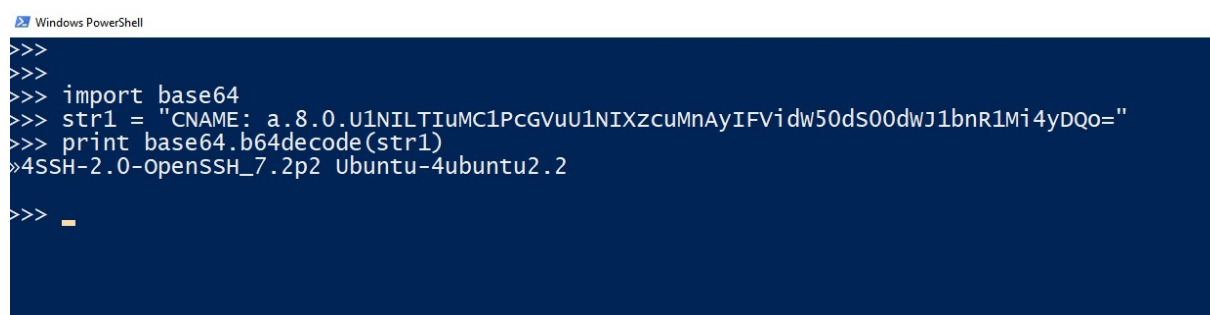 Windows PowerShell
>>>
>>>
>>> import base64
>>> str1 = "CNAME: a.8.0.U1NILTIuMC1PcGVuU1NIXzcuMnAyIFVidW50dS00dWJ1bnR1Mi4yDQo="
>>> print base64.b64decode(str1)
»4SSH-2.0-OpenSSH_7.2p2 Ubuntu-4ubuntu2.2
>>>